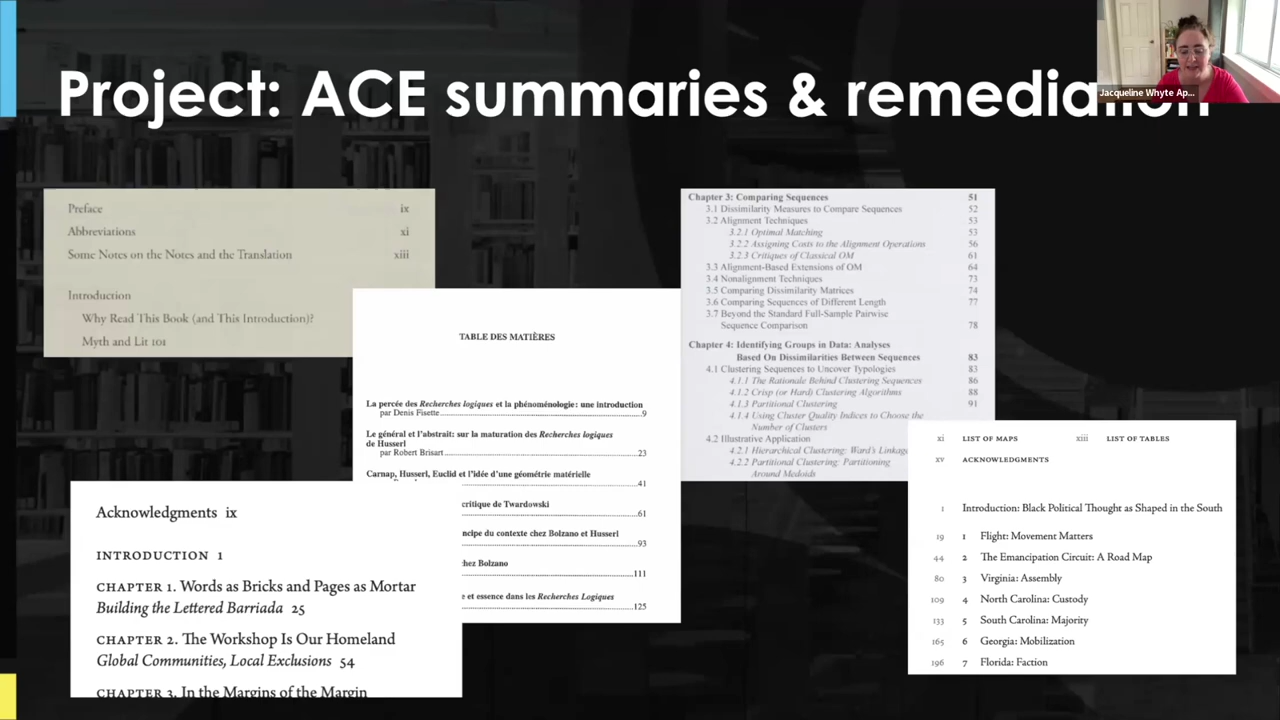 Project: ACE summaries & remediation
Jacqueline Whyte Ap...
Preface ix
Abbreviations xi
Some Notes on the Notes and the Translation xiii
Introduction
Why Read This Book (and This Introduction)?
Myth and Lit 101
TABLE DES MATIÈRES
La percée des Recherches logiques et la phénoménologie : une introduction
par Denis Fisette 9
Le général et l'abstrait: sur la maturation des Recherches logiques
de Husserl
par Robert Brisart 23
Carnap, Husserl, Euclid et l'idée d'une géométrie matérielle
41
critique de Twardowski
61
ncipe du contexte chez Bolzano et Husserl
93
chez Bolzano
111
e et essence dans les Recherches Logiques
125
Chapter 3: Comparing Sequences 51
3.1 Dissimilarity Measures to Compare Sequences 52
3.2 Alignment Techniques 53
3.2.1 Optimal Matching 53
3.2.2 Assigning Costs to the Alignment Operations 56
3.2.3 Critiques of Classical OM 61
3.3 Alignment-Based Extensions of OM 64
3.4 Nonalignment Techniques 73
3.5 Comparing Dissimilarity Matrices 74
3.6 Comparing Sequences of Different Length 77
3.7 Beyond the Standard Full-Sample Pairwise
Sequence Comparison 78
Chapter 4: Identifying Groups in Data: Analyses
Based On Dissimilarities Between Sequences 83
4.1 Clustering Sequences to Uncover Typologies 83
4.1.1 The Rationale Behind Clustering Sequences 86
4.1.2 Crisp (or Hard) Clustering Algorithms 88
4.1.3 Partitional Clustering 91
4.1.4 Using Cluster Quality Indices to Choose the
Number of Clusters
4.2 Illustrative Application
4.2.1 Hierarchical Clustering: Ward's Linkage
4.2.2 Partitional Clustering: Partitioning
Around Medoids
Acknowledgments ix
INTRODUCTION 1
CHAPTER 1. Words as Bricks and Pages as Mortar
Building the Lettered Barriada 25
CHAPTER 2. The Workshop Is Our Homeland
Global Communities, Local Exclusions 54
CHAPTER 3. In the Margins of the Margin
xi LIST OF MAPS xiii LIST OF TABLES
xv ACKNOWLEDGMENTS
1 Introduction: Black Political Thought as Shaped in the South
19 1 Flight: Movement Matters
44 2 The Emancipation Circuit: A Road Map
80 3 Virginia: Assembly
109 4 North Carolina: Custody
133 5 South Carolina: Majority
165 6 Georgia: Mobilization
196 7 Florida: Faction